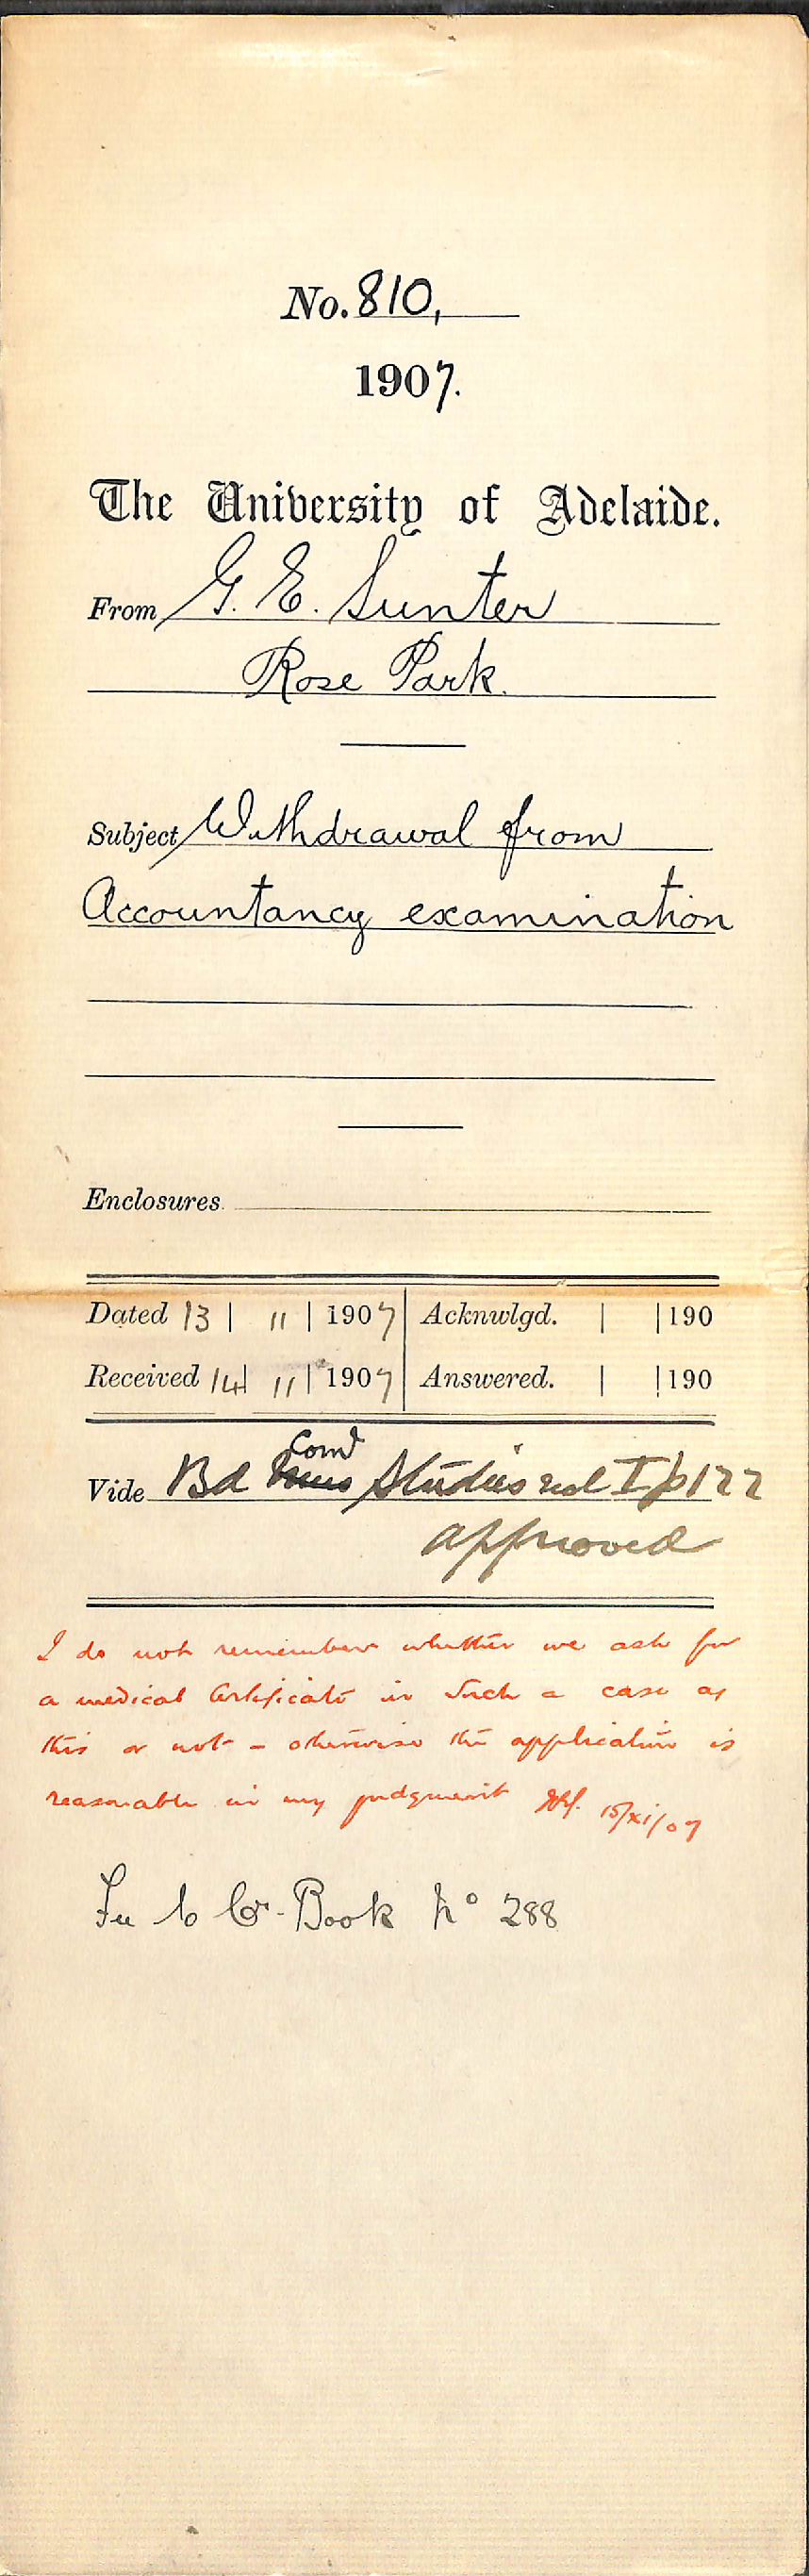 No. 810,
1907.
The University of Adelaide.
From G. E. Sunter
Rose Park.
Subject Withdrawal from
Accountancy examination
Enclosures
Dated 13 | 11 | 1907 Acknwlgd. | | 190
Received 14 | 11 | 1907 Answered. | | 190
Coml
Vide Bd Studies vol I p 177
approved
I do not remember whether we ask for
a medical certificate in such a case as
this or not - otherwise the application is
reasonable in my judgment 15/xi/07
Fee to Cr. Book No 288